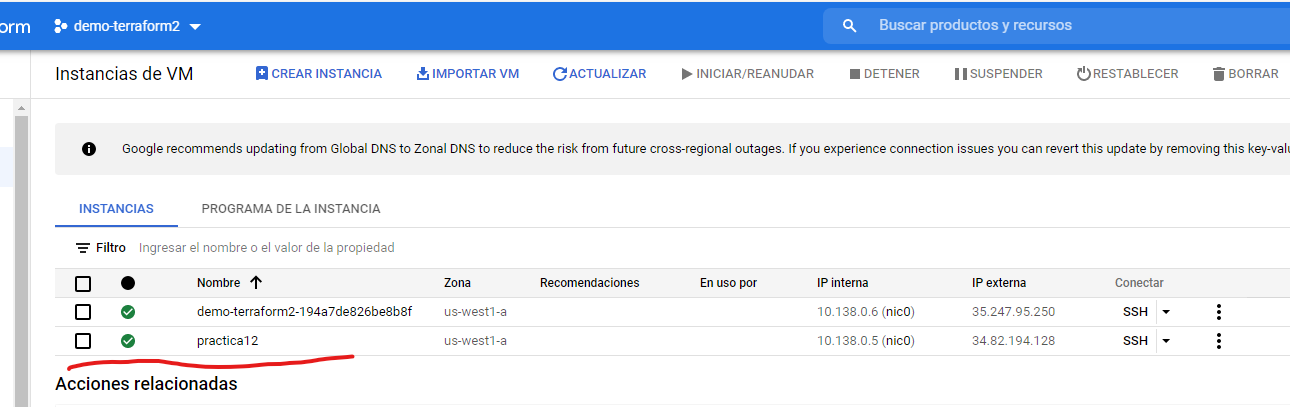 orm demo-terraform2 Buscar productos y recursos
Instancias de VM CREAR INSTANCIA IMPORTAR VM ACTUALIZAR INICIAR/REANUDAR DETENER SUSPENDER RESTABLECER BORRAR
Google recommends updating from Global DNS to Zonal DNS to reduce the risk from future cross-regional outages. If you experience connection issues you can revert this update by removing this key-valu
INSTANCIAS PROGRAMA DE LA INSTANCIA
Filtro Ingresar el nombre o el valor de la propiedad
Nombre Zona Recomendaciones En uso por IP interna IP externa Conectar
demo-terraform2-194a7de826be8b8f us-west1-a 10.138.0.6 (nic0) 35.247.95.250 SSH
practica12 us-west1-a 10.138.0.5 (nic0) 34.82.194.128 SSH
Acciones relacionadas